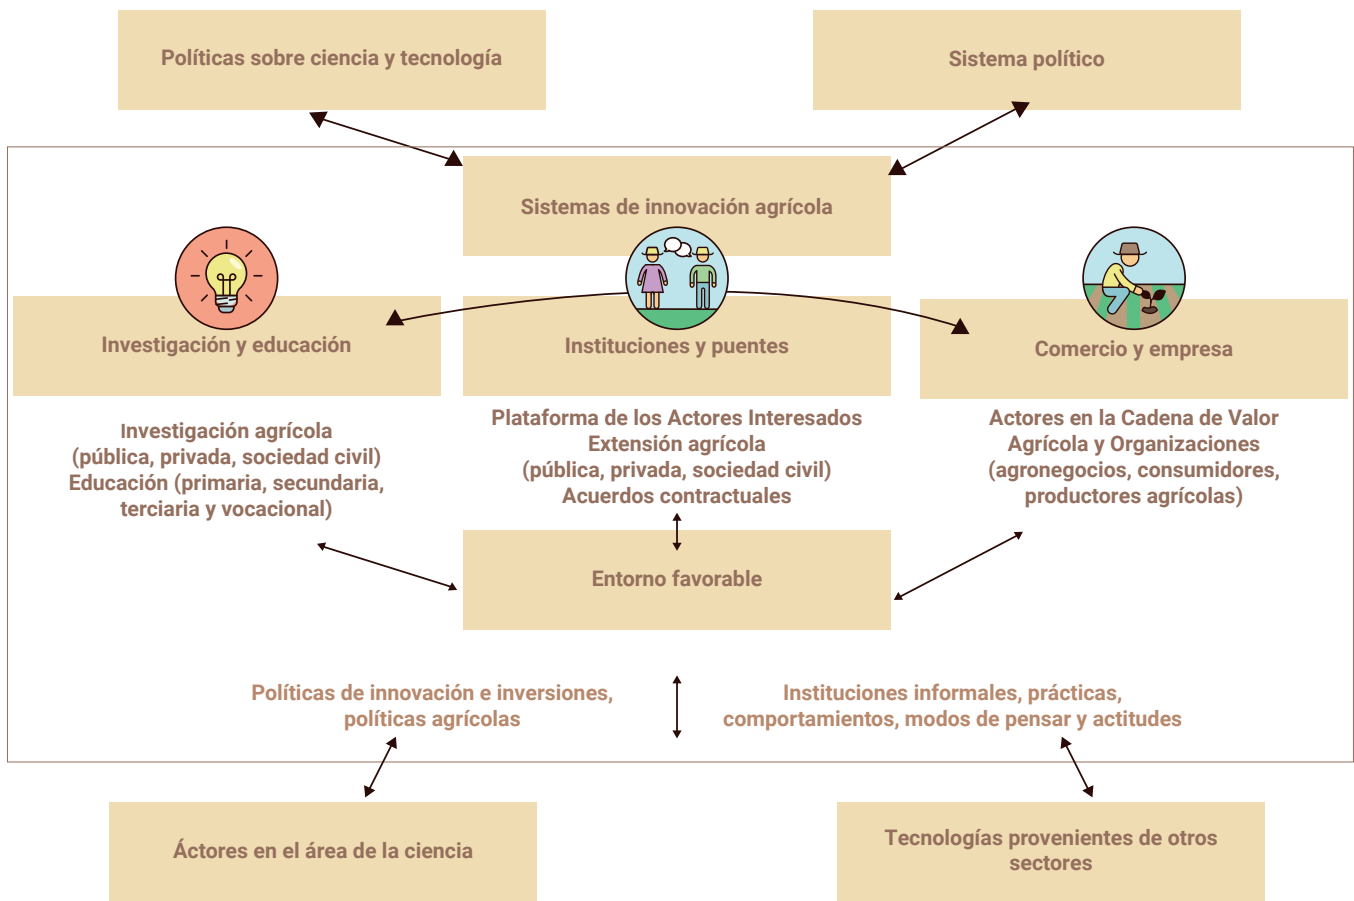 Políticas sobre ciencia y tecnología
Sistema político
Sistemas de innovación agrícola
Investigación y educación
Instituciones y puentes
Comercio y empresa
Investigación agrícola
(pública, privada, sociedad civil)
Educación (primaria, secundaria,
terciaria y vocacional)
Plataforma de los Actores Interesados
Extensión agrícola
(pública, privada, sociedad civil)
Acuerdos contractuales
Actores en la Cadena de Valor
Agrícola y Organizaciones
(agronegocios, consumidores,
productores agrícolas)
Entorno favorable
Políticas de innovación e inversiones,
políticas agrícolas
Instituciones informales, prácticas,
comportamientos, modos de pensar y actitudes
Áctores en el área de la ciencia
Tecnologías provenientes de otros
sectores